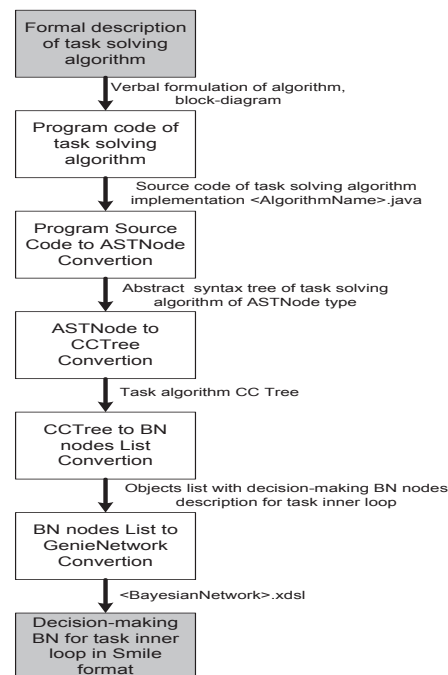 Formal description
of task solving
algorithm
Verbal formulation of algorithm,
block-diagram
Program code of
task solving
algorithm
Source code of task solving algorithm
implementation <AlgorithmName>.java
Program Source
Code to ASTNode
Convertion
Abstract syntax tree of task solving
algorithm of ASTNode type
ASTNode to
CCTree
Convertion
Task algorithm CC Tree
CCTree to BN
nodes List
Convertion
Objects list with decision-making BN nodes
description for task inner loop
BN nodes List to
GenieNetwork
Convertion
<BayesianNetwork>.xdsl
Decision-making
BN for task inner
loop in Smile
format